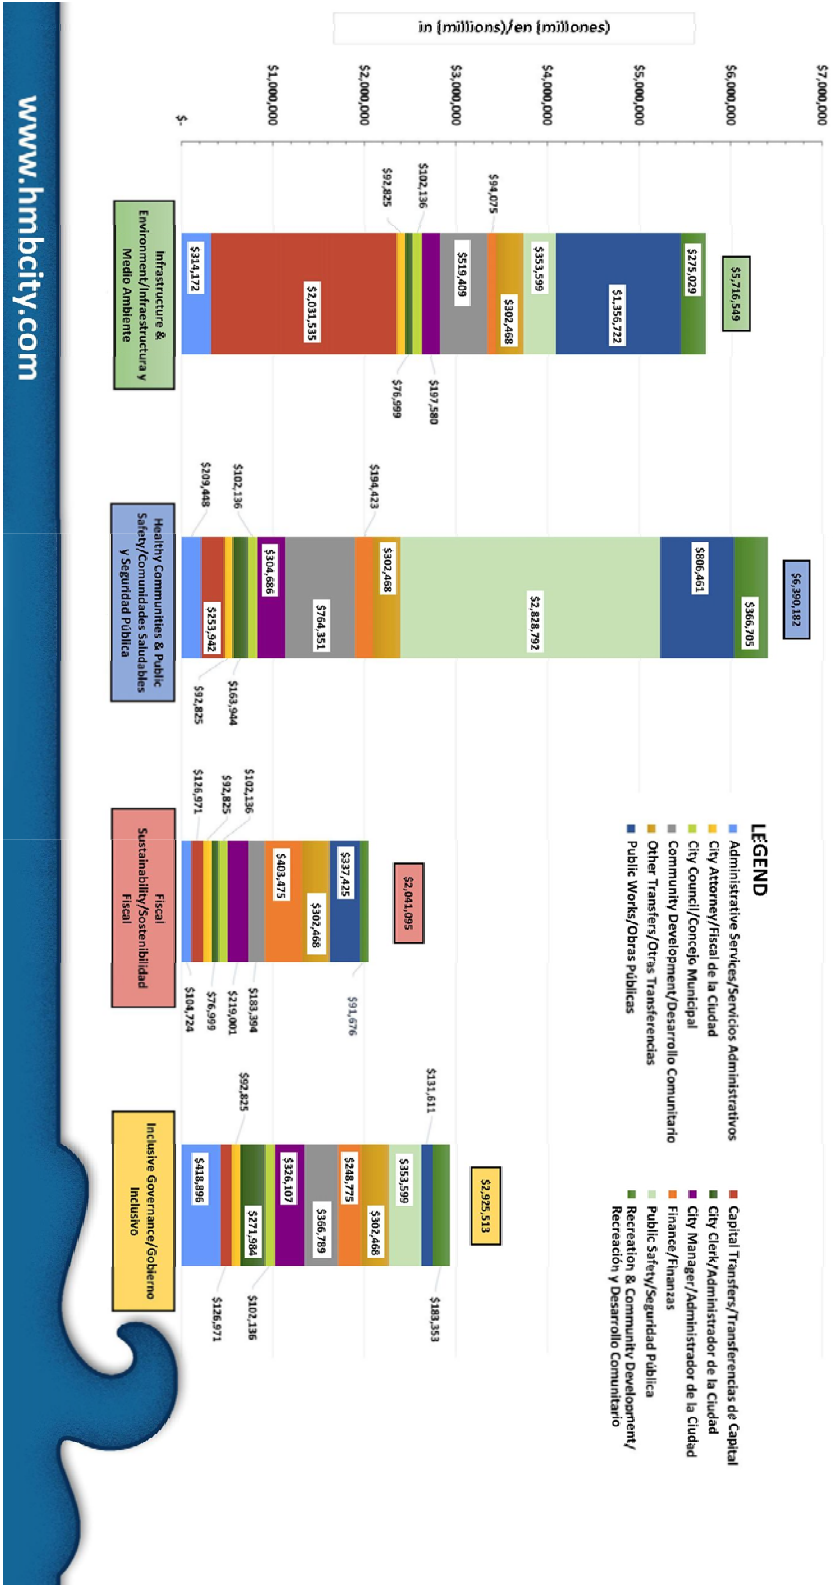 in (millions)/en (millones)
$7,000,000
$6,000,000
$5,000,000
$4,000,000
$3,000,000
$2,000,000
$1,000,000
$-
$5,716,549
$275,029
$1,356,722
$353,599
$302,468
$94,075
$519,409
$197,580
$102,136
$76,999
$92,825
$2,031,535
$314,172
Infrastructure &
Environment/Infraestructura y
Medio Ambiente
$6,390,182
$366,705
$806,461
$2,828,792
$302,468
$194,423
$764,351
$304,686
$102,136
$163,944
$92,825
$253,942
$209,448
Healthy Communities & Public
Safety/Comunidades Saludables
y Seguridad Pública
$2,041,095
$91,676
$337,425
$302,468
$403,475
$183,394
$219,001
$102,136
$76,999
$92,825
$126,971
$104,724
Fiscal
Sustainability/Sostenibilidad
Fiscal
$2,925,513
$183,353
$131,611
$353,599
$302,468
$248,775
$366,789
$326,107
$102,136
$271,984
$92,825
$126,971
$418,896
Inclusive Governance/Gobierno
Inclusivo
LEGEND
Administrative Services/Servicios Administrativos
Capital Transfers/Transferencias de Capital
City Attorney/Fiscal de la Ciudad
City Clerk/Administrador de la Ciudad
City Council/Concejo Municipal
City Manager/Administrador de la Ciudad
Community Development/Desarrollo Comunitario
Finance/Finanzas
Other Transfers/Otras Transferencias
Public Safety/Seguridad Pública
Public Works/Obras Públicas
Recreation & Community Development/
Recreación y Desarrollo Comunitario
www.hmbcity.com